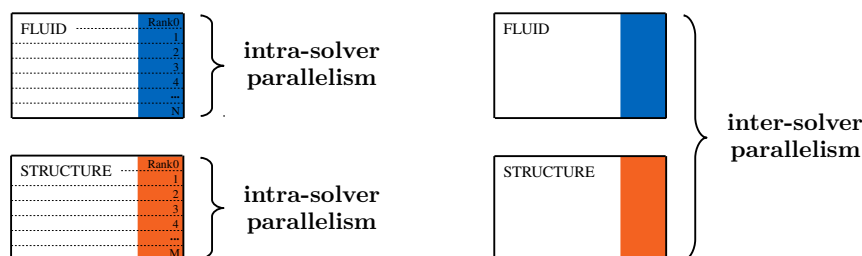 FLUID
Rank0
1
2
3
4
...
N
intra-solver
parallelism
STRUCTURE
Rank0
1
2
3
4
...
M
intra-solver
parallelism
FLUID
STRUCTURE
inter-solver
parallelism